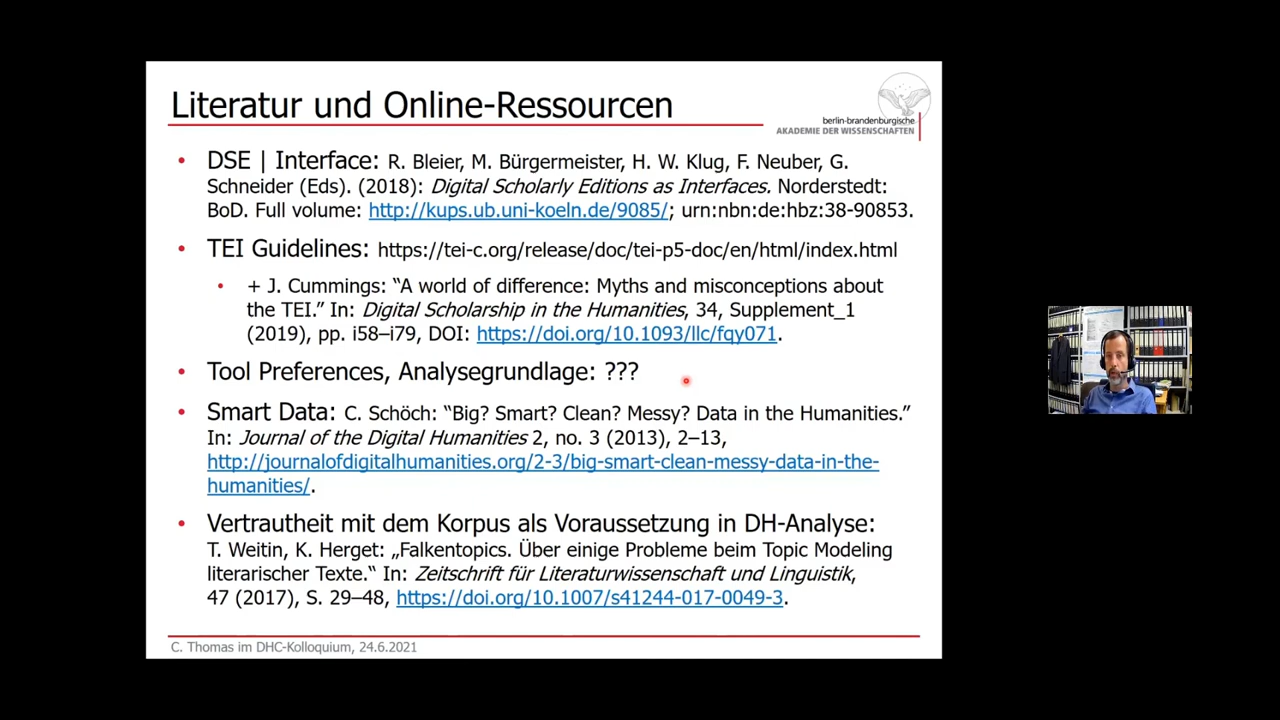 Literatur und Online-Ressourcen
berlin-brandenburgische
AKADEMIE DER WISSENSCHAFTEN
• DSE | Interface: R. Bleier, M. Bürgermeister, H. W. Klug, F. Neuber, G.
Schneider (Eds). (2018): Digital Scholarly Editions as Interfaces. Norderstedt:
BoD. Full volume: http://kups.ub.uni-koeln.de/9085/; urn:nbn:de:hbz:38-90853.
• TEI Guidelines: https://tei-c.org/release/doc/tei-p5-doc/en/html/index.html
• + J. Cummings: “A world of difference: Myths and misconceptions about
the TEI.” In: Digital Scholarship in the Humanities, 34, Supplement_1
(2019), pp. i58–i79, DOI: https://doi.org/10.1093/llc/fqy071.
• Tool Preferences, Analysegrundlage: ???
• Smart Data: C. Schöch: “Big? Smart? Clean? Messy? Data in the Humanities.”
In: Journal of the Digital Humanities 2, no. 3 (2013), 2–13,
http://journalofdigitalhumanities.org/2-3/big-smart-clean-messy-data-in-the-
humanities/.
• Vertrautheit mit dem Korpus als Voraussetzung in DH-Analyse:
T. Weitin, K. Herget: „Falkentopics. Über einige Probleme beim Topic Modeling
literarischer Texte.“ In: Zeitschrift für Literaturwissenschaft und Linguistik,
47 (2017), S. 29–48, https://doi.org/10.1007/s41244-017-0049-3.
C. Thomas im DHC-Kolloquium, 24.6.2021